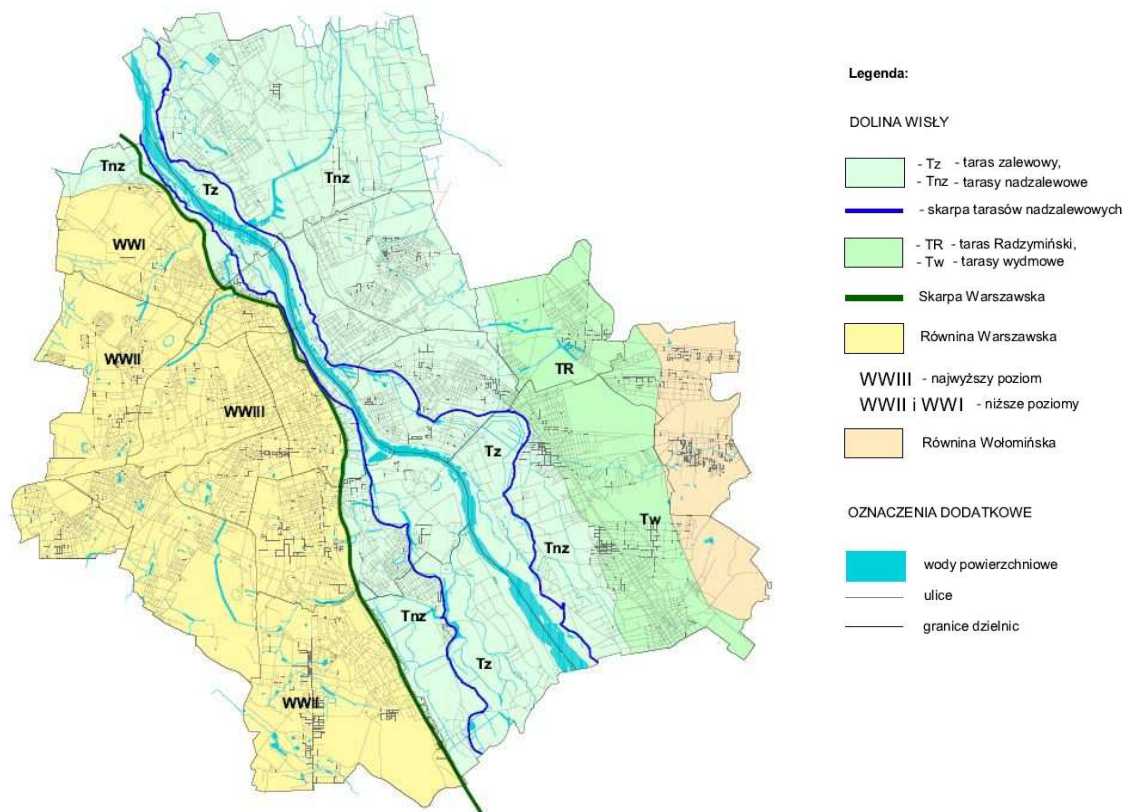 Legenda:
DOLINA WISŁY
- Tz - taras zalewowy,
- Tnz - tarasy nadzalewowe
- skarpa tarasów nadzalewowych
- TR - taras Radzymiński,
- Tw - tarasy wydmowe
Skarpa Warszawska
Równina Warszawska
WWIII - najwyższy poziom
WWII i WWI - niższe poziomy
Równina Wołomińska
OZNACZENIA DODATKOWE
wody powierzchniowe
ulice
granice dzielnic
Tnz
Tz
Tnz
WWI
WWII
TR
WWIII
Tz
Tw
Tnz
Tnz
Tz
WWII